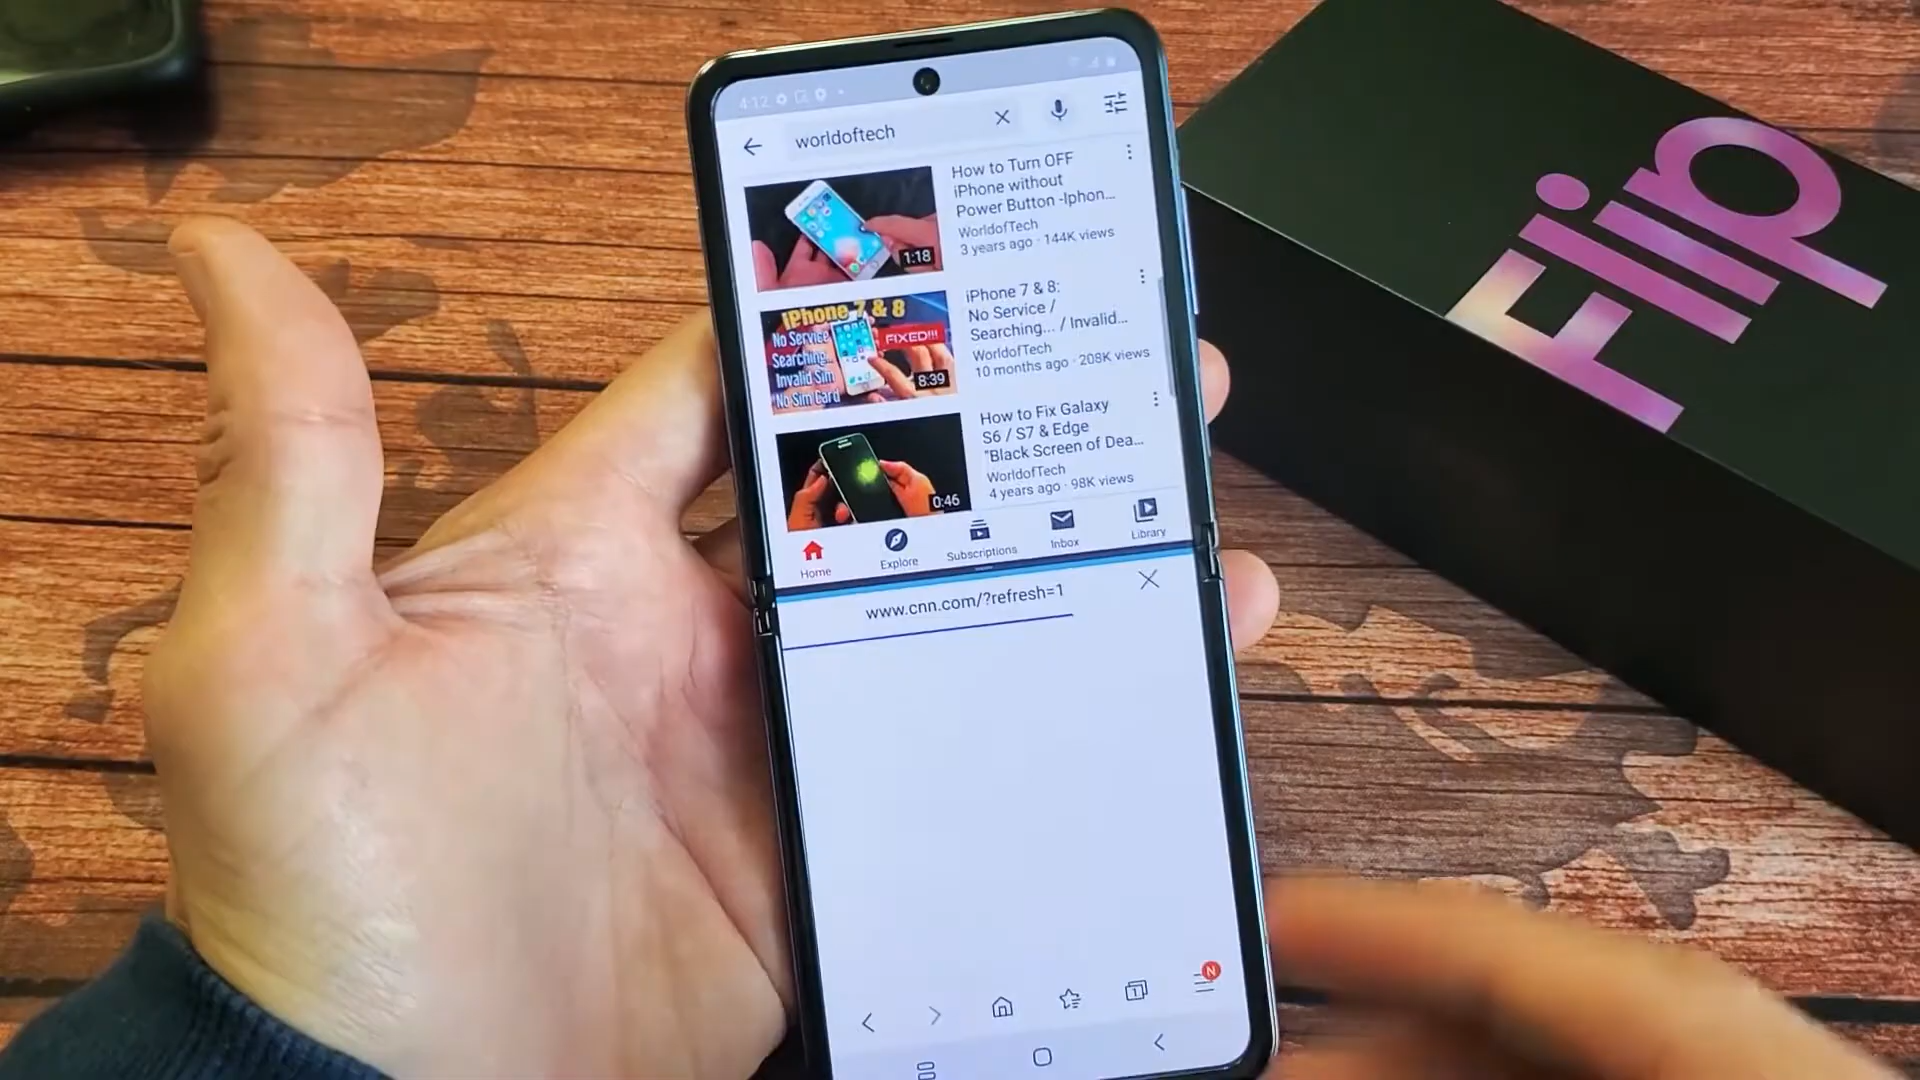 4:12
worldoftech
How to Turn OFF
iPhone without
Power Button -Iphon...
WorldofTech
3 years ago · 144K views
1:18
iPhone 7 & 8
No Service
Searching...
Invalid Sim
No Sim Card
FIXED!!!
8:39
iPhone 7 & 8:
No Service /
Searching... / Invalid...
WorldofTech
10 months ago · 208K views
How to Fix Galaxy
S6 / S7 & Edge
"Black Screen of Dea...
WorldofTech
4 years ago · 98K views
0:46
Home
Explore
Subscriptions
Inbox
Library
www.cnn.com/?refresh=1
1
N
Flip